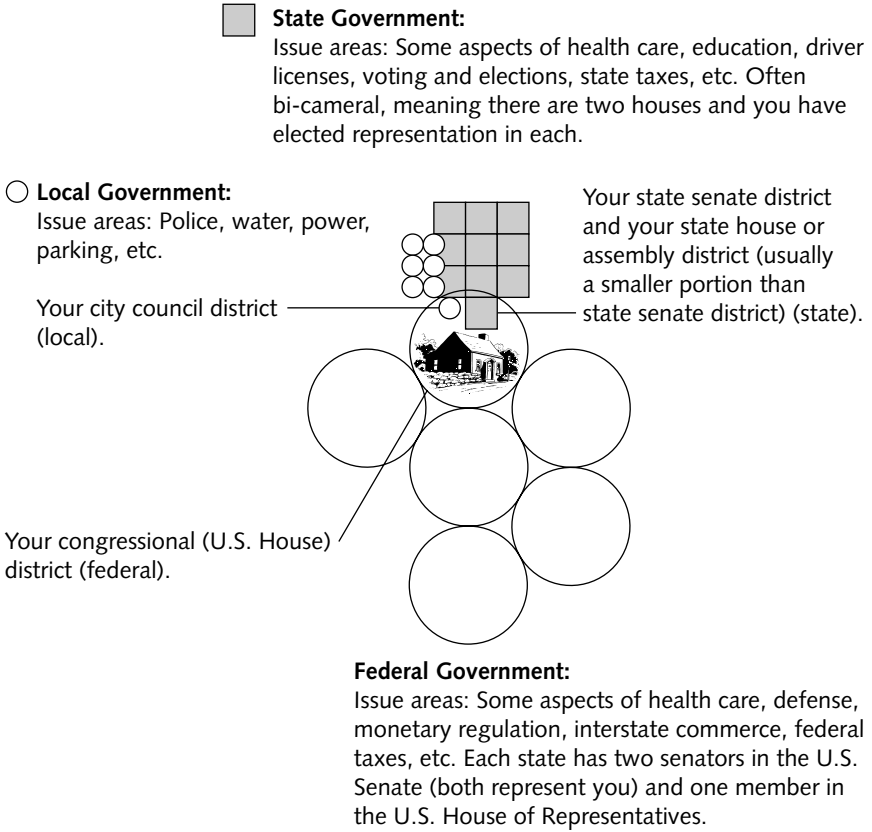 State Government:
Issue areas: Some aspects of health care, education, driver
licenses, voting and elections, state taxes, etc. Often
bi-cameral, meaning there are two houses and you have
elected representation in each.
Local Government:
Issue areas: Police, water, power,
parking, etc.
Your city council district
(local).
Your state senate district
and your state house or
assembly district (usually
a smaller portion than
state senate district) (state).
Your congressional (U.S. House)
district (federal).
Federal Government:
Issue areas: Some aspects of health care, defense,
monetary regulation, interstate commerce, federal
taxes, etc. Each state has two senators in the U.S.
Senate (both represent you) and one member in
the U.S. House of Representatives.